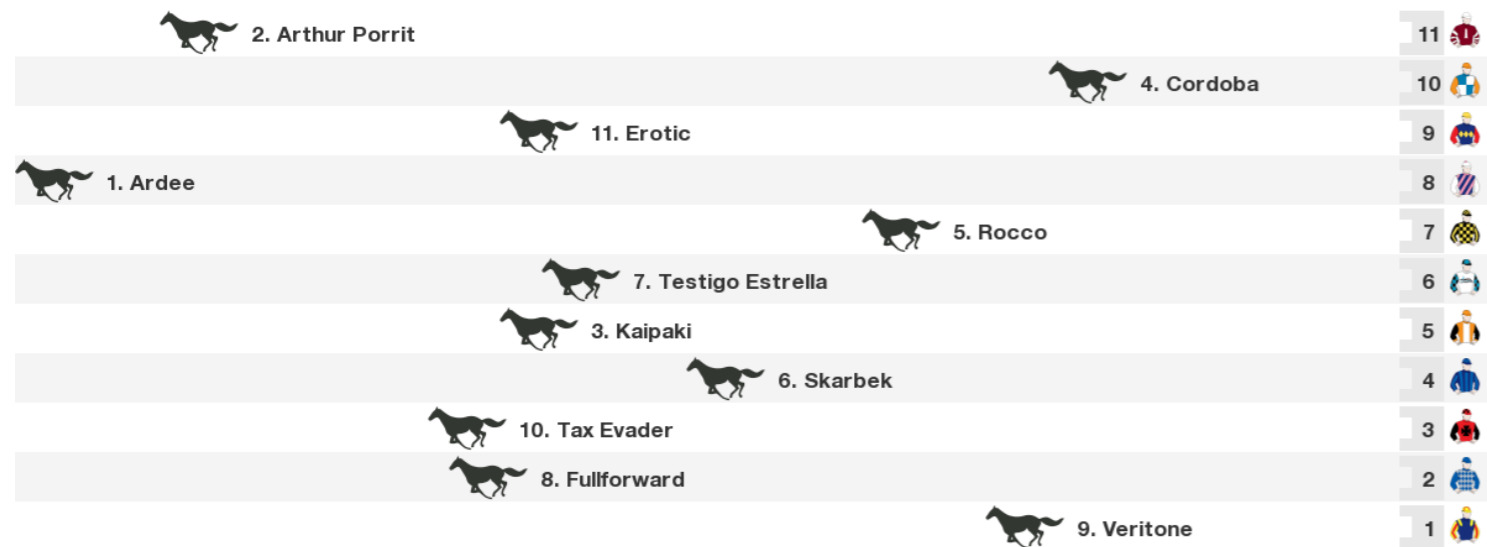 2. Arthur Porrit 11
4. Cordoba 10
11. Erotic 9
1. Ardee 8
5. Rocco 7
7. Testigo Estrella 6
3. Kaipaki 5
6. Skarbek 4
10. Tax Evader 3
8. Fullforward 2
9. Veritone 1